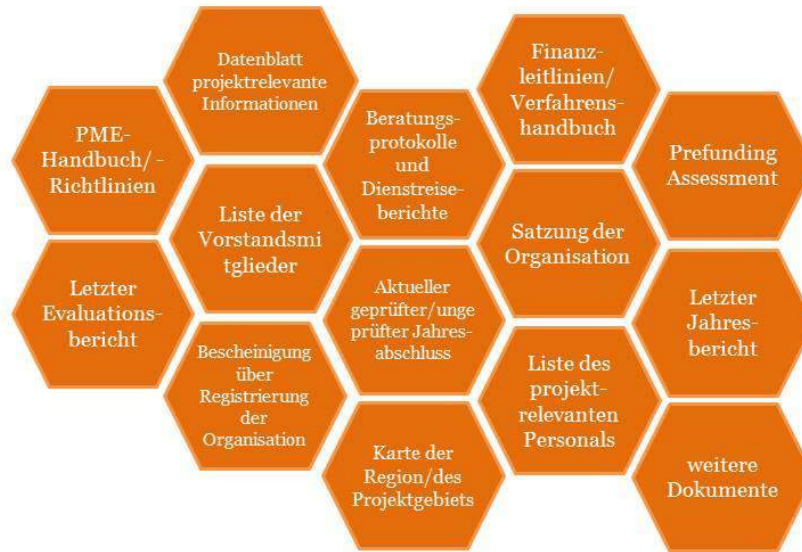 Datenblatt
projektrelevante
Informationen
Finanz-
leitlinien/
Verfahrens-
handbuch
PME-
Handbuch/ -
Richtlinien
Beratungs-
protokolle
und
Dienstreise-
berichte
Prefunding
Assessment
Liste der
Vorstandsmi
tglieder
Satzung der
Organisation
Letzter
Evaluations-
bericht
Aktueller
geprüfter/unge
prüfter Jahres-
abschluss
Letzter
Jahres-
bericht
Bescheinigung
über
Registrierung
der
Organisation
Liste des
projekt-
relevanten
Personals
Karte der
Region/des
Projektgebiets
weitere
Dokumente